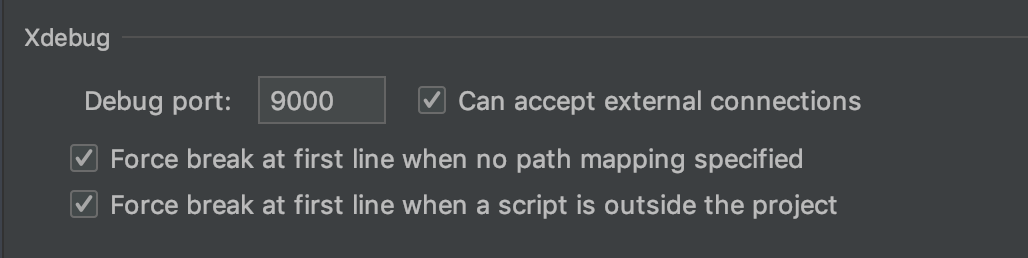 Xdebug
Debug port: 9000 Can accept external connections
Force break at first line when no path mapping specified
Force break at first line when a script is outside the project